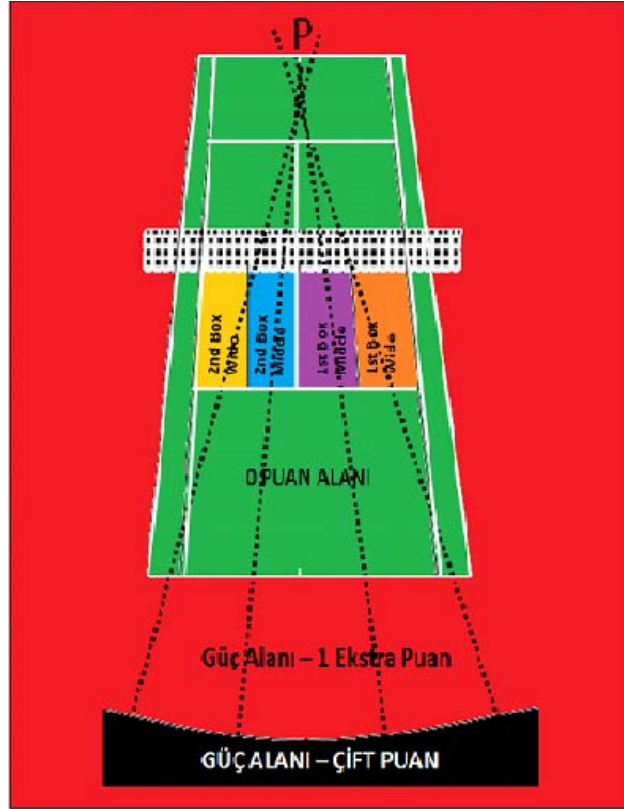 P
2nd Box
Wide
2nd Box
Middle
1st Box
Middle
1st Box
Wide
0 PUAN ALANI
Güç Alanı – 1 Ekstra Puan
GÜÇ ALANI – ÇİFT PUAN